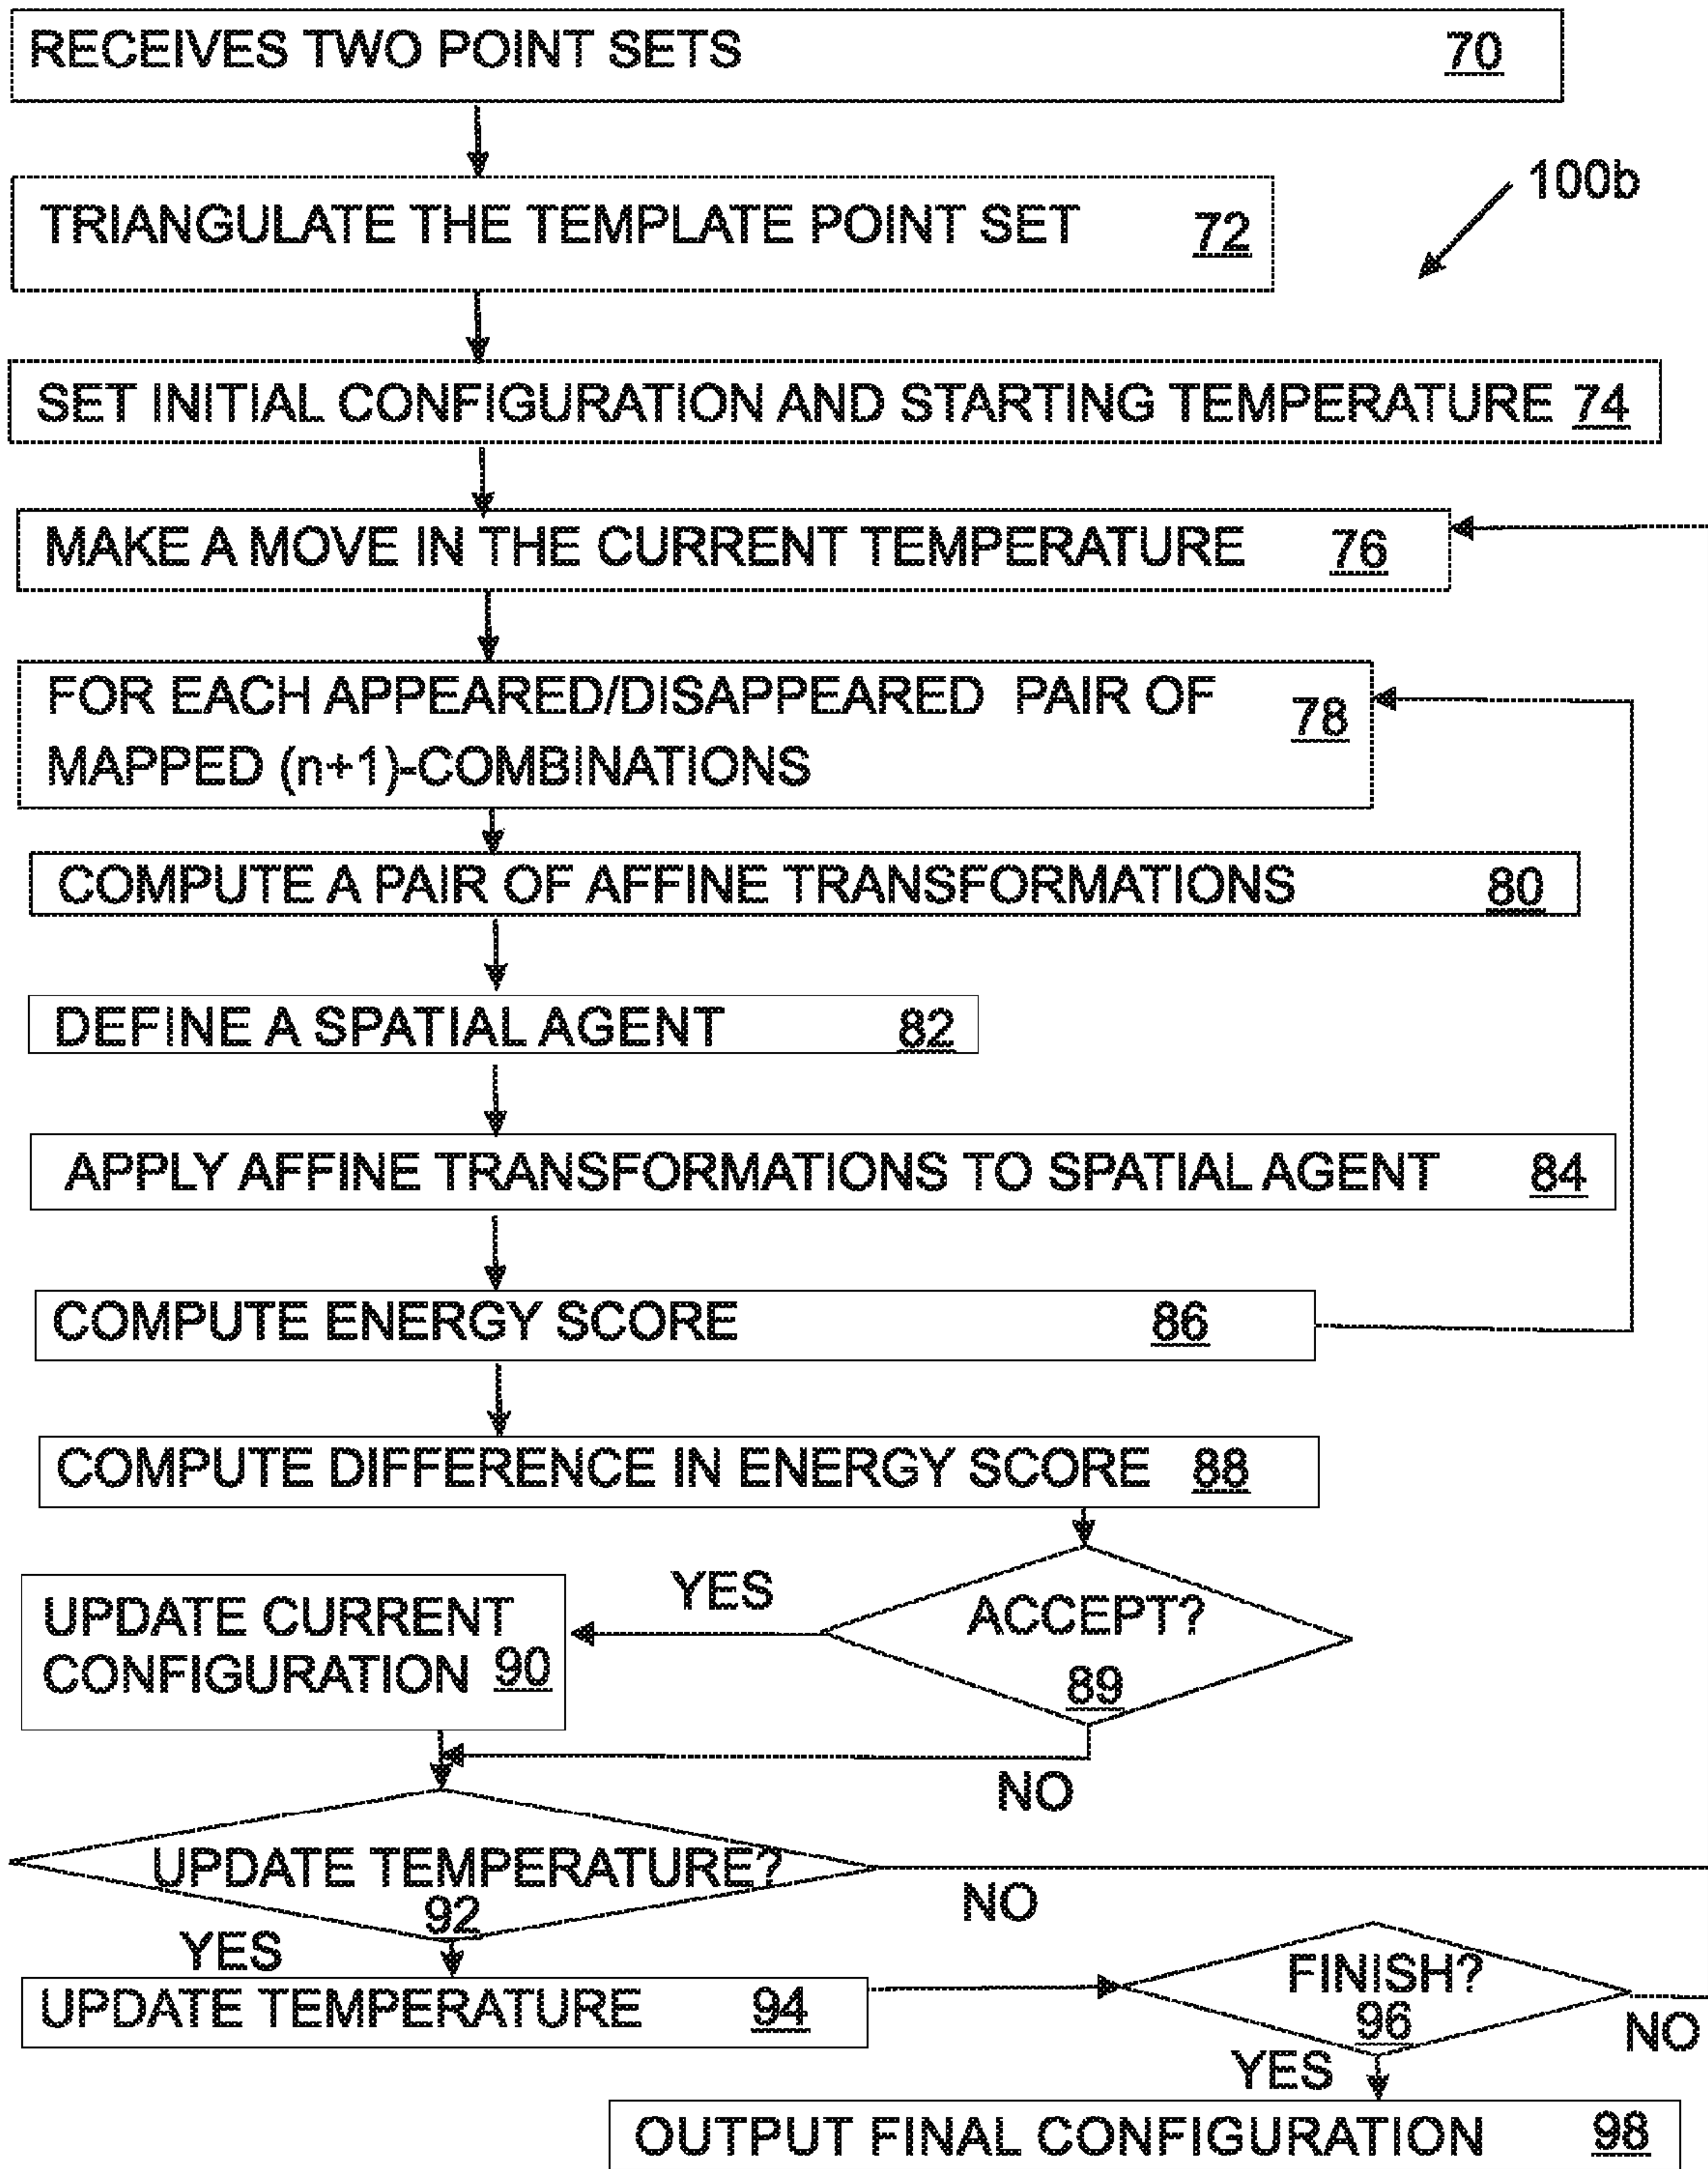 RECEIVES TWO POINT SETS 70
100b
TRIANGULATE THE TEMPLATE POINT SET 72
SET INITIAL CONFIGURATION AND STARTING TEMPERATURE 74
MAKE A MOVE IN THE CURRENT TEMPERATURE 76
FOR EACH APPEARED/DISAPPEARED PAIR OF 78
MAPPED (n+1)-COMBINATIONS
COMPUTE A PAIR OF AFFINE TRANSFORMATIONS 80
DEFINE A SPATIAL AGENT 82
APPLY AFFINE TRANSFORMATIONS TO SPATIAL AGENT 84
COMPUTE ENERGY SCORE 86
COMPUTE DIFFERENCE IN ENERGY SCORE 88
ACCEPT?
89
YES
UPDATE CURRENT
CONFIGURATION 90
NO
UPDATE TEMPERATURE?
92
NO
YES
UPDATE TEMPERATURE 94
FINISH?
96
NO
YES
OUTPUT FINAL CONFIGURATION 98